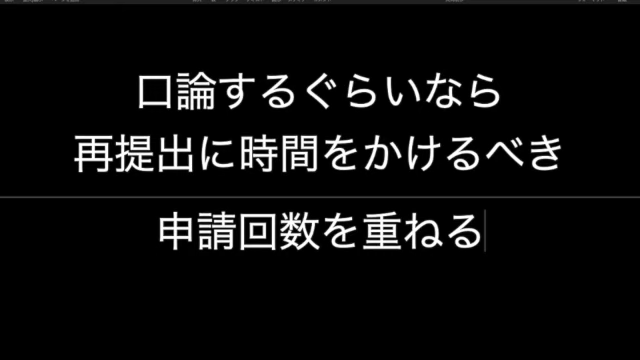 口論するぐらいなら
再提出に時間をかけるべき
申請回数を重ねる